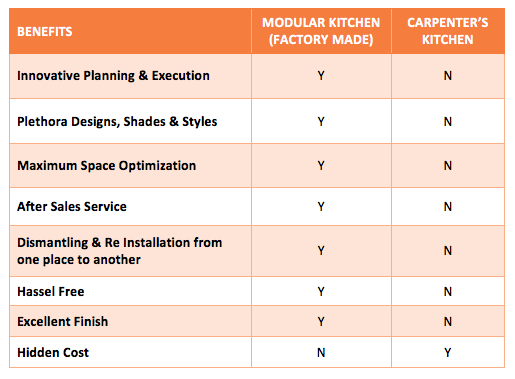 BENEFITS MODULAR KITCHEN (FACTORY MADE) CARPENTER’S KITCHEN
Innovative Planning & Execution Y N
Plethora Designs, Shades & Styles Y N
Maximum Space Optimization Y N
After Sales Service Y N
Dismantling & Re Installation from
one place to another Y N
Hassel Free Y N
Excellent Finish Y N
Hidden Cost N Y